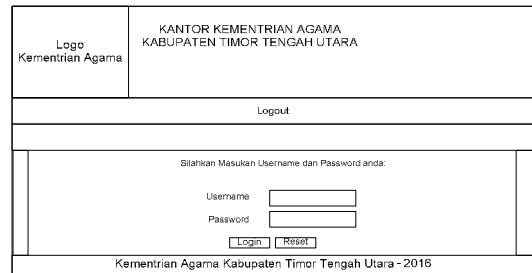 Logo
Kementrian Agama
KANTOR KEMENTRIAN AGAMA
KABUPATEN TIMOR TENGAH UTARA
Logout
Silahkan Masukan Username dan Password anda:
Username
Password
Login Reset
Kementrian Agama Kabupaten Timor Tengah Utara - 2016